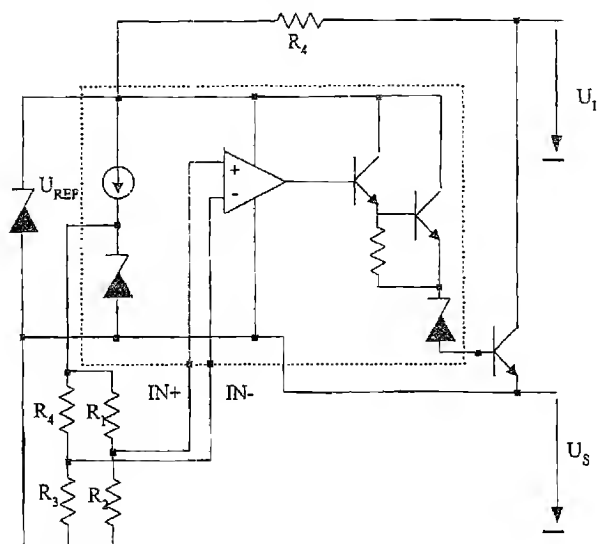 R4
UI
UREF
+
-
IN+
IN-
R4
R1
R3
R2
US